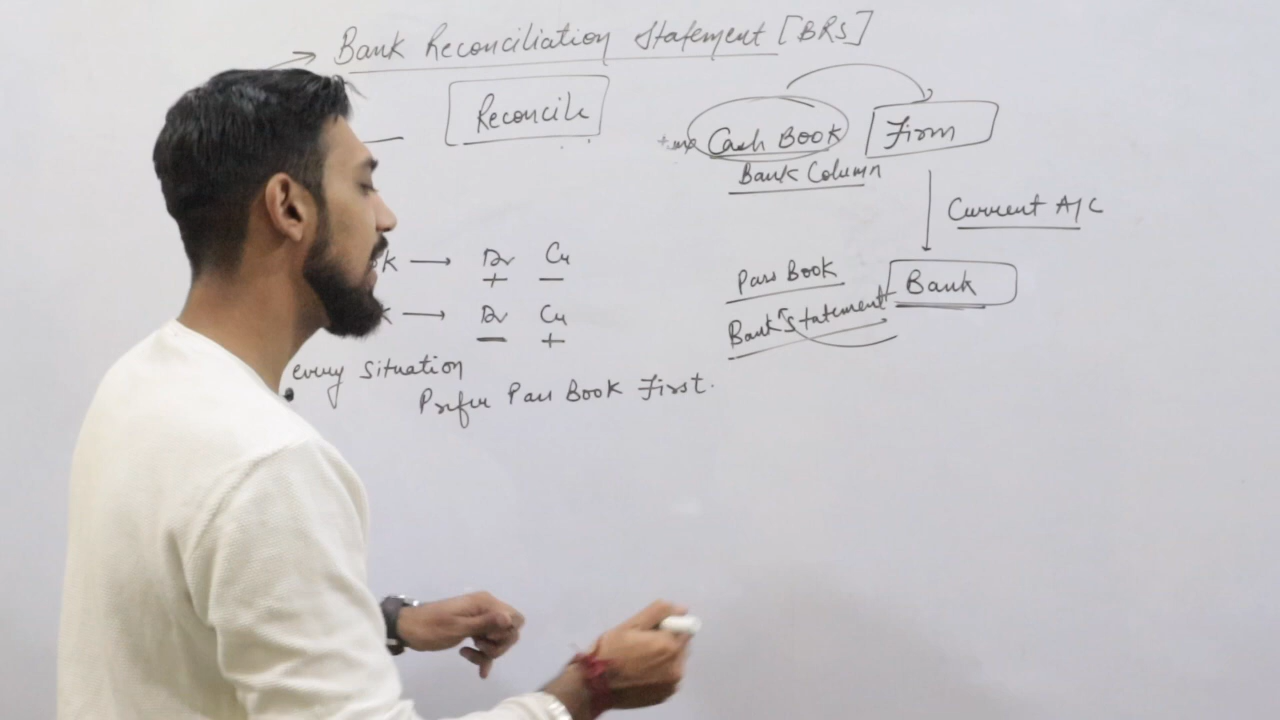 → Bank Reconciliation Statement [BRS]
Reconcile
Cash Book
Firm
Bank Column
Current A/C
k → Dr Cr
+ -
k → Dr Cr
- +
Pass Book
Bank
Bank Statement
every situation
Prefer Pass Book First.